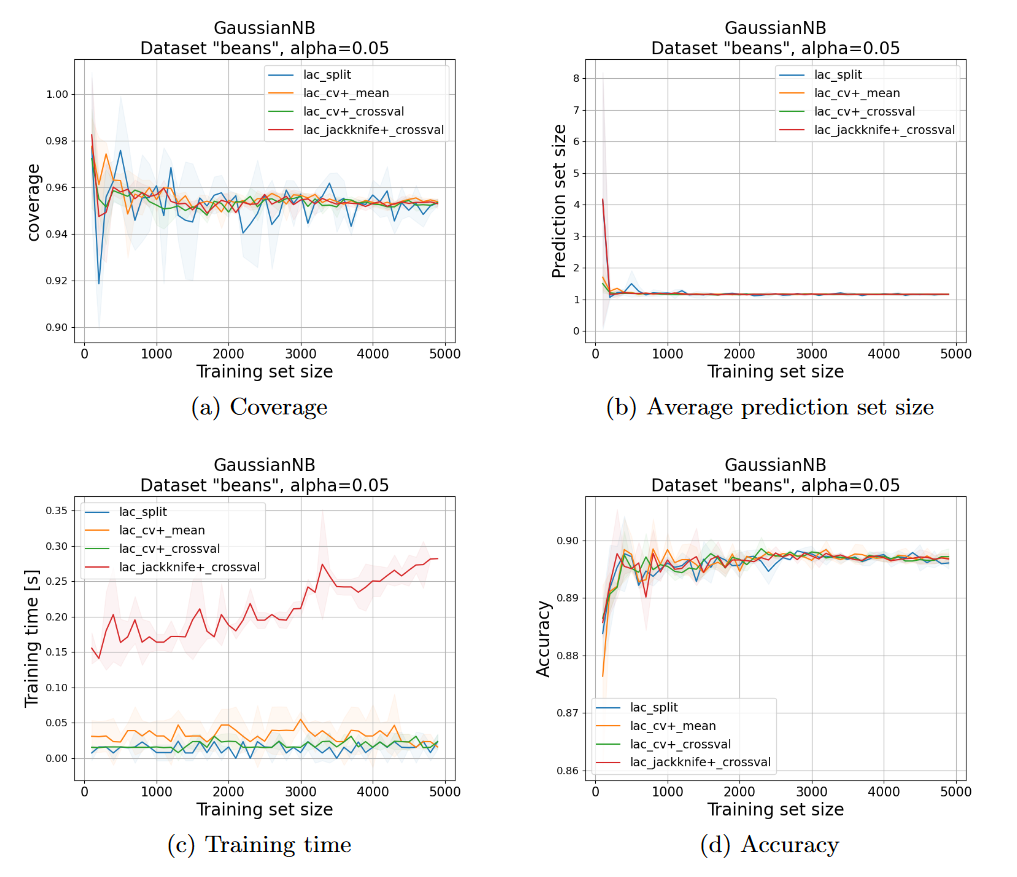 GaussianNB
Dataset "beans", alpha=0.05
lac_split
lac_cv+_mean
lac_cv+_crossval
lac_jackknife+_crossval
1.00
0.98
0.96
0.94
0.92
0.90
coverage
0 1000 2000 3000 4000 5000
Training set size
(a) Coverage
GaussianNB
Dataset "beans", alpha=0.05
lac_split
lac_cv+_mean
lac_cv+_crossval
lac_jackknife+_crossval
8
7
6
5
4
3
2
1
0
Prediction set size
0 1000 2000 3000 4000 5000
Training set size
(b) Average prediction set size
GaussianNB
Dataset "beans", alpha=0.05
lac_split
lac_cv+_mean
lac_cv+_crossval
lac_jackknife+_crossval
0.35
0.30
0.25
0.20
0.15
0.10
0.05
0.00
Training time [s]
0 1000 2000 3000 4000 5000
Training set size
(c) Training time
GaussianNB
Dataset "beans", alpha=0.05
0.90
0.89
0.88
0.87
0.86
Accuracy
lac_split
lac_cv+_mean
lac_cv+_crossval
lac_jackknife+_crossval
0 1000 2000 3000 4000 5000
Training set size
(d) Accuracy